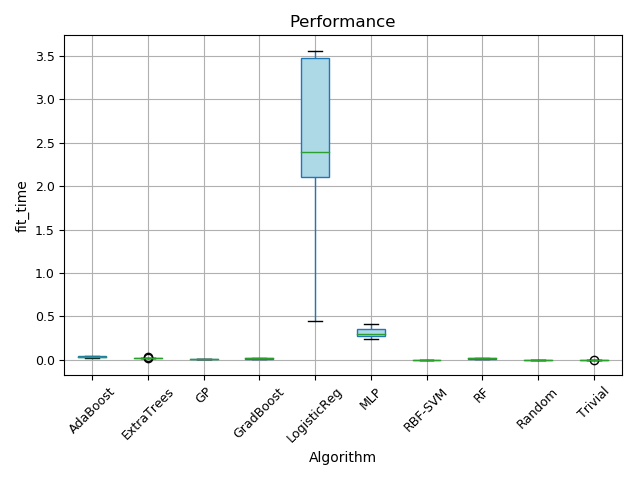 Performance
fit_time
3.5
3.0
2.5
2.0
1.5
1.0
0.5
0.0
AdaBoost
ExtraTrees
GP
GradBoost
LogisticReg
MLP
RBF-SVM
RF
Random
Trivial
Algorithm